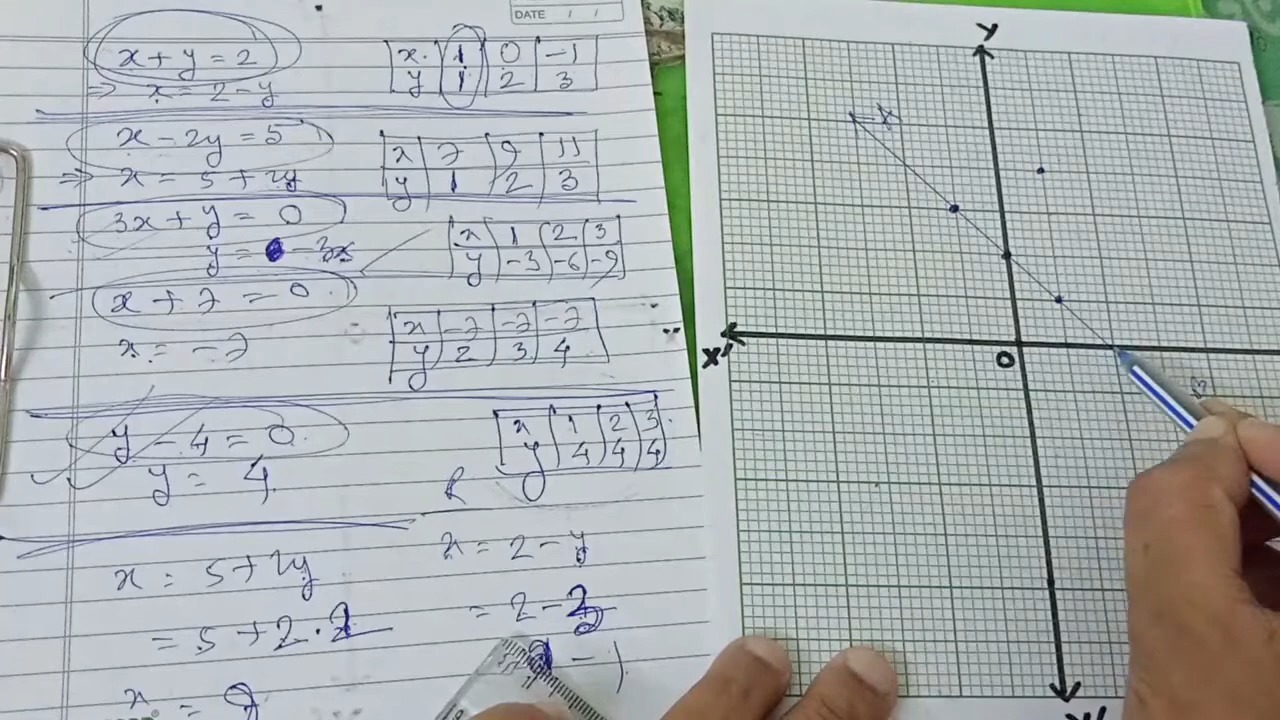 DATE / /
x + y = 2
⇒ x = 2 - y
x 1 0 -1
y 1 2 3
x - 2y = 5
⇒ x = 5 + 2y
x 7 9 11
y 1 2 3
3x + y = 0
y = -3x
x 1 2 3
y -3 -6 -9
x + 7 = 0
x = -7
x -7 -7 -7
y 2 3 4
y - 4 = 0
y = 4
x 1 2 3
y 4 4 4
x = 5 + 2y
= 5 + 2·2
x = 9
x = 2 - y
= 2 - 3
-1
Y
X'
O
Y'